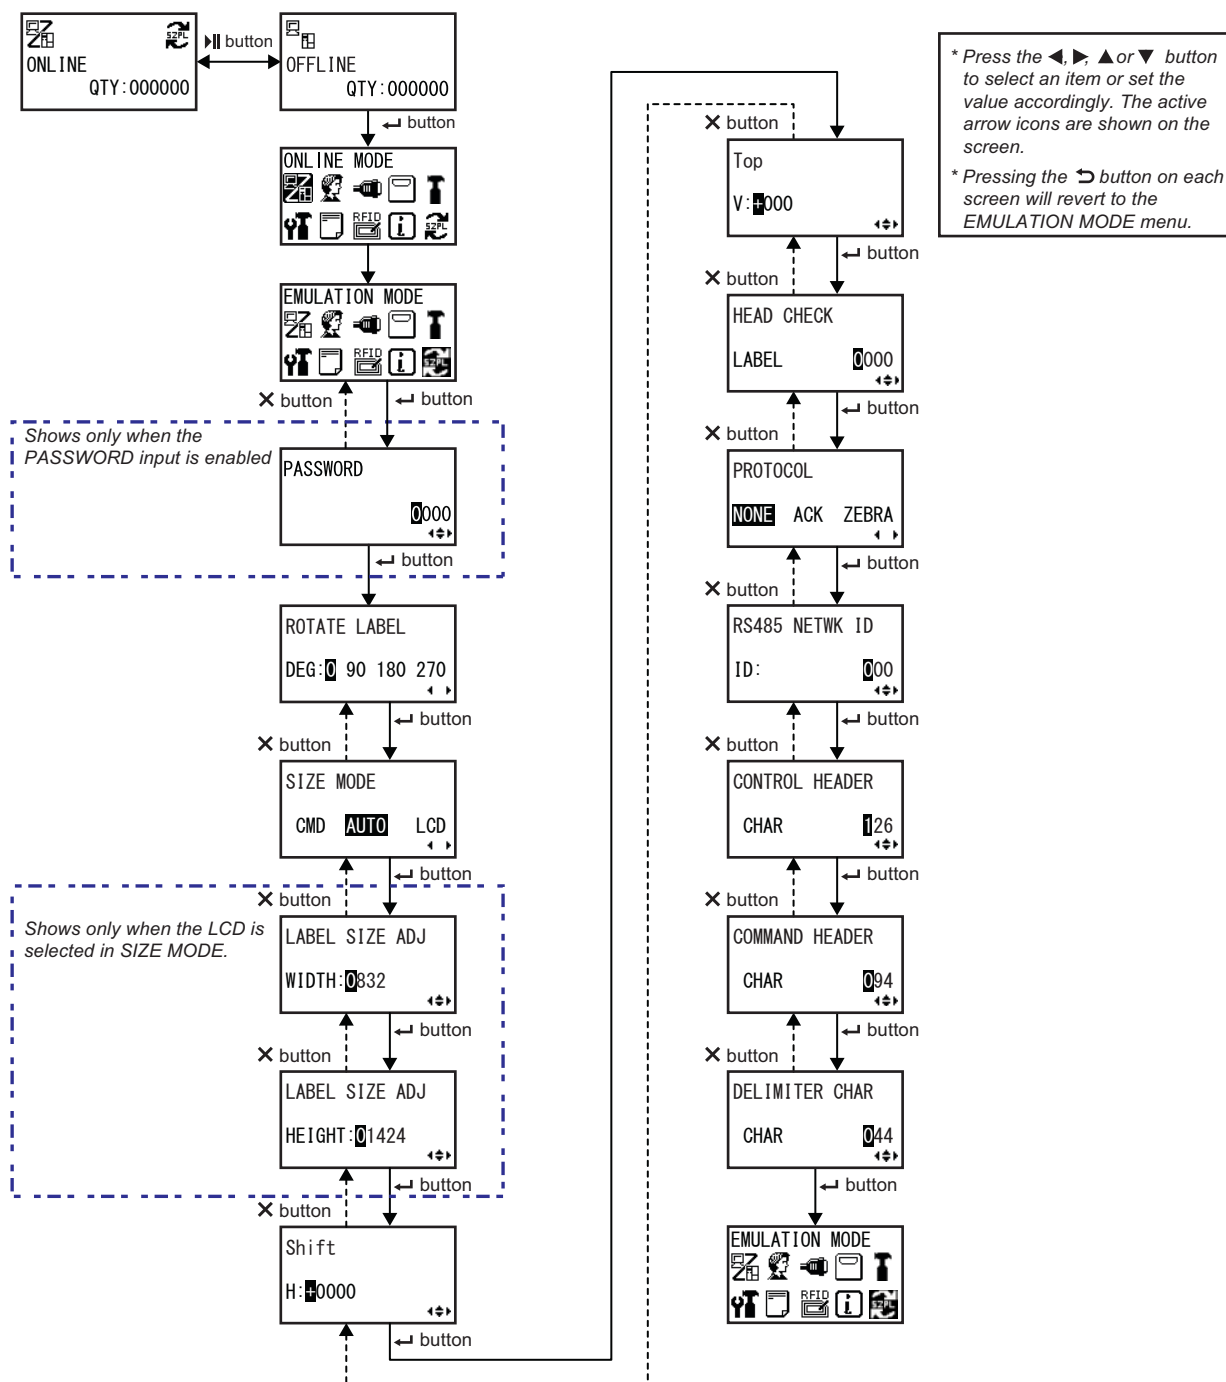 SZPL
ONLINE
QTY:000000
button
OFFLINE
QTY:000000
button
ONLINE MODE
RFID
SZPL
EMULATION MODE
RFID
SZPL
✕ button
button
Shows only when the
PASSWORD input is enabled
PASSWORD
0000
button
ROTATE LABEL
DEG:0 90 180 270
button
✕ button
SIZE MODE
CMD AUTO LCD
button
✕ button
Shows only when the LCD is
selected in SIZE MODE.
LABEL SIZE ADJ
WIDTH:0832
button
✕ button
LABEL SIZE ADJ
HEIGHT:01424
button
✕ button
Shift
H:+0000
button
✕ button
Top
V:+000
button
✕ button
HEAD CHECK
LABEL 0000
button
✕ button
PROTOCOL
NONE ACK ZEBRA
button
✕ button
RS485 NETWK ID
ID: 000
button
✕ button
CONTROL HEADER
CHAR 126
button
✕ button
COMMAND HEADER
CHAR 094
button
✕ button
DELIMITER CHAR
CHAR 044
button
EMULATION MODE
RFID
SZPL
* Press the ◀, ▶, ▲ or ▼ button
to select an item or set the
value accordingly. The active
arrow icons are shown on the
screen.
* Pressing the ⮌ button on each
screen will revert to the
EMULATION MODE menu.